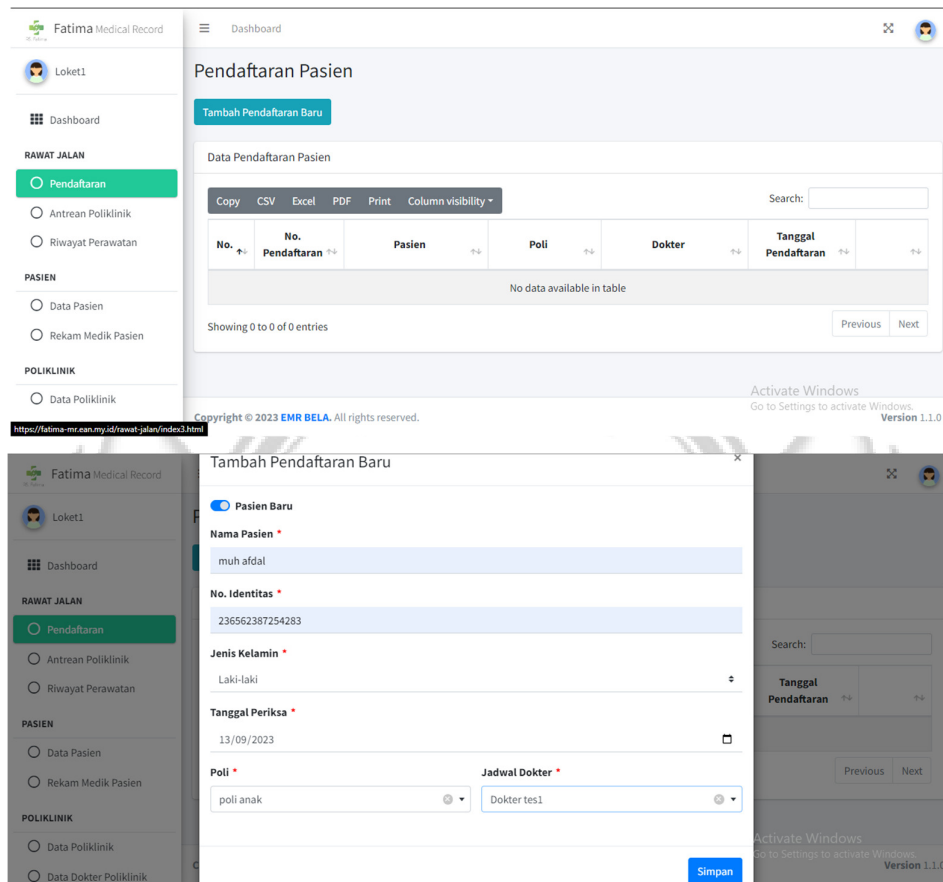 Fatima Medical Record
Dashboard
Loket1
Pendaftaran Pasien
Tambah Pendaftaran Baru
Dashboard
RAWAT JALAN
Data Pendaftaran Pasien
Pendaftaran
Copy CSV Excel PDF Print Column visibility
Search:
Antrean Poliklinik
Riwayat Perawatan
No. No. Pendaftaran Pasien Poli Dokter Tanggal Pendaftaran
PASIEN
No data available in table
Data Pasien
Showing 0 to 0 of 0 entries
Previous Next
Rekam Medik Pasien
POLIKLINIK
Data Poliklinik
Activate Windows
Go to Settings to activate Windows.
Copyright © 2023 EMR BELA. All rights reserved.
Version 1.1.0
https://fatima-mr.ean.my.id/rawat-jalan/index3.html
Fatima Medical Record
Tambah Pendaftaran Baru
×
Loket1
Pasien Baru
Nama Pasien *
muh afdal
Dashboard
No. Identitas *
RAWAT JALAN
236562387254283
Pendaftaran
Jenis Kelamin *
Search:
Antrean Poliklinik
Laki-laki
Riwayat Perawatan
Tanggal Periksa *
Tanggal Pendaftaran
PASIEN
13/09/2023
Data Pasien
Poli *
Jadwal Dokter *
Previous Next
Rekam Medik Pasien
poli anak
Dokter tes1
POLIKLINIK
Data Poliklinik
Activate Windows
Go to Settings to activate Windows.
Simpan
Version 1.1.0
Data Dokter Poliklinik